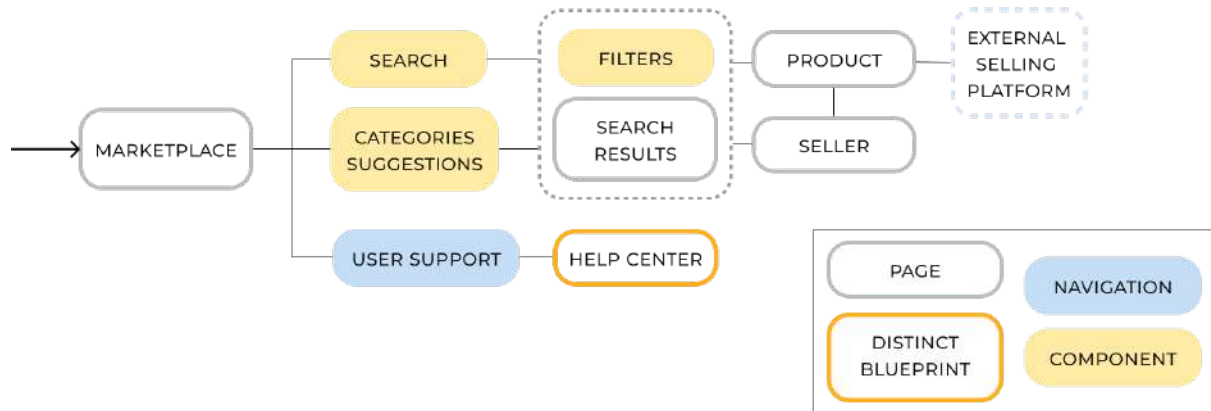 MARKETPLACE
SEARCH
CATEGORIES
SUGGESTIONS
USER SUPPORT
FILTERS
SEARCH
RESULTS
HELP CENTER
PRODUCT
SELLER
EXTERNAL
SELLING
PLATFORM
PAGE
NAVIGATION
DISTINCT
BLUEPRINT
COMPONENT